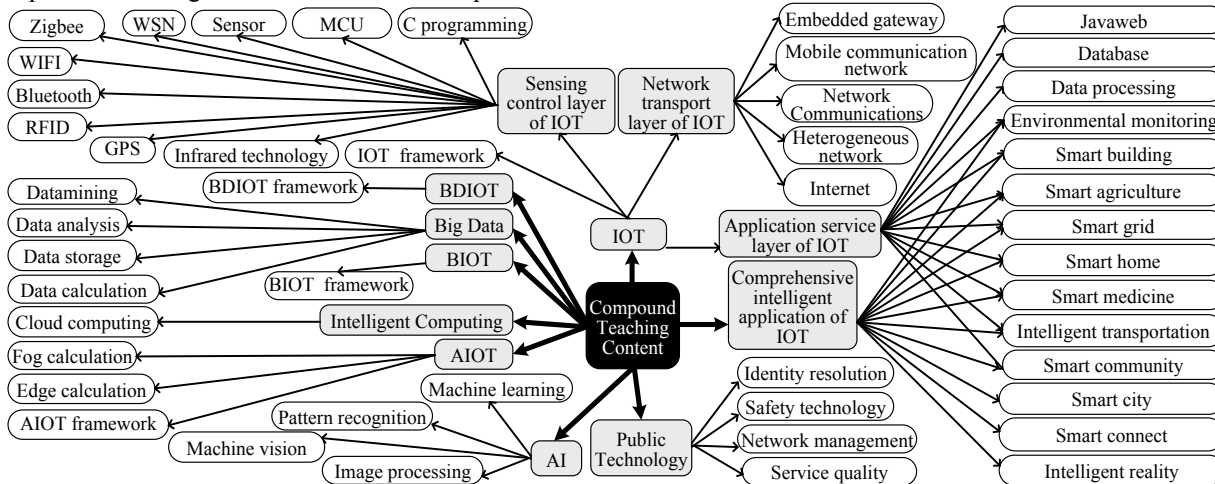 Zigbee
WSN
Sensor
MCU
C programming
WIFI
Bluetooth
RFID
GPS
Infrared technology
Sensing
control layer
of IOT
Network
transport
layer of IOT
Embedded gateway
Mobile communication
network
Network
Communications
Heterogeneous
network
Internet
IOT framework
BDIOT framework
BDIOT
Big Data
BIOT
BIOT framework
Datamining
Data analysis
Data storage
Data calculation
Cloud computing
Intelligent Computing
Fog calculation
Edge calculation
AIOT framework
AIOT
Machine learning
Pattern recognition
Machine vision
Image processing
AI
IOT
Compound
Teaching
Content
Application service
layer of IOT
Comprehensive
intelligent
application of
IOT
Public
Technology
Identity resolution
Safety technology
Network management
Service quality
Javaweb
Database
Data processing
Environmental monitoring
Smart building
Smart agriculture
Smart grid
Smart home
Smart medicine
Intelligent transportation
Smart community
Smart city
Smart connect
Intelligent reality